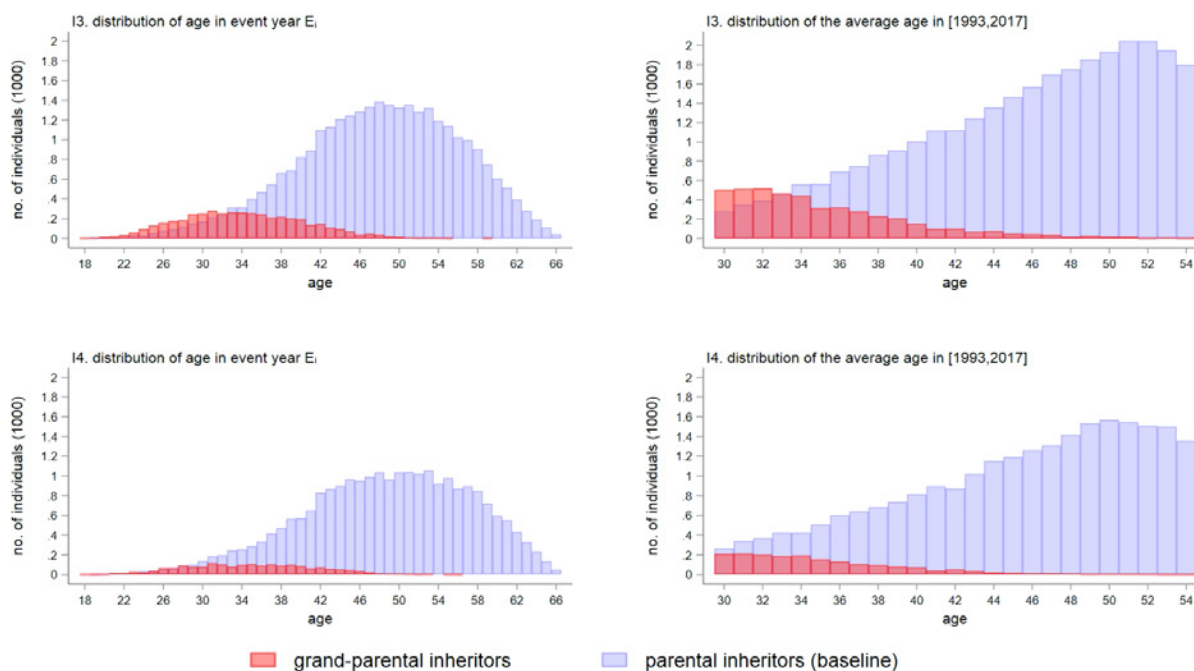 I3. distribution of age in event year Eᵢ
no. of individuals (1000)
2
1.8
1.6
1.4
1.2
1
.8
.6
.4
.2
0
18 22 26 30 34 38 42 46 50 54 58 62 66
age
I3. distribution of the average age in [1993,2017]
no. of individuals (1000)
2
1.8
1.6
1.4
1.2
1
.8
.6
.4
.2
0
30 32 34 36 38 40 42 44 46 48 50 52 54
age
I4. distribution of age in event year Eᵢ
no. of individuals (1000)
2
1.8
1.6
1.4
1.2
1
.8
.6
.4
.2
0
18 22 26 30 34 38 42 46 50 54 58 62 66
age
I4. distribution of the average age in [1993,2017]
no. of individuals (1000)
2
1.8
1.6
1.4
1.2
1
.8
.6
.4
.2
0
30 32 34 36 38 40 42 44 46 48 50 52 54
age
grand-parental inheritors parental inheritors (baseline)